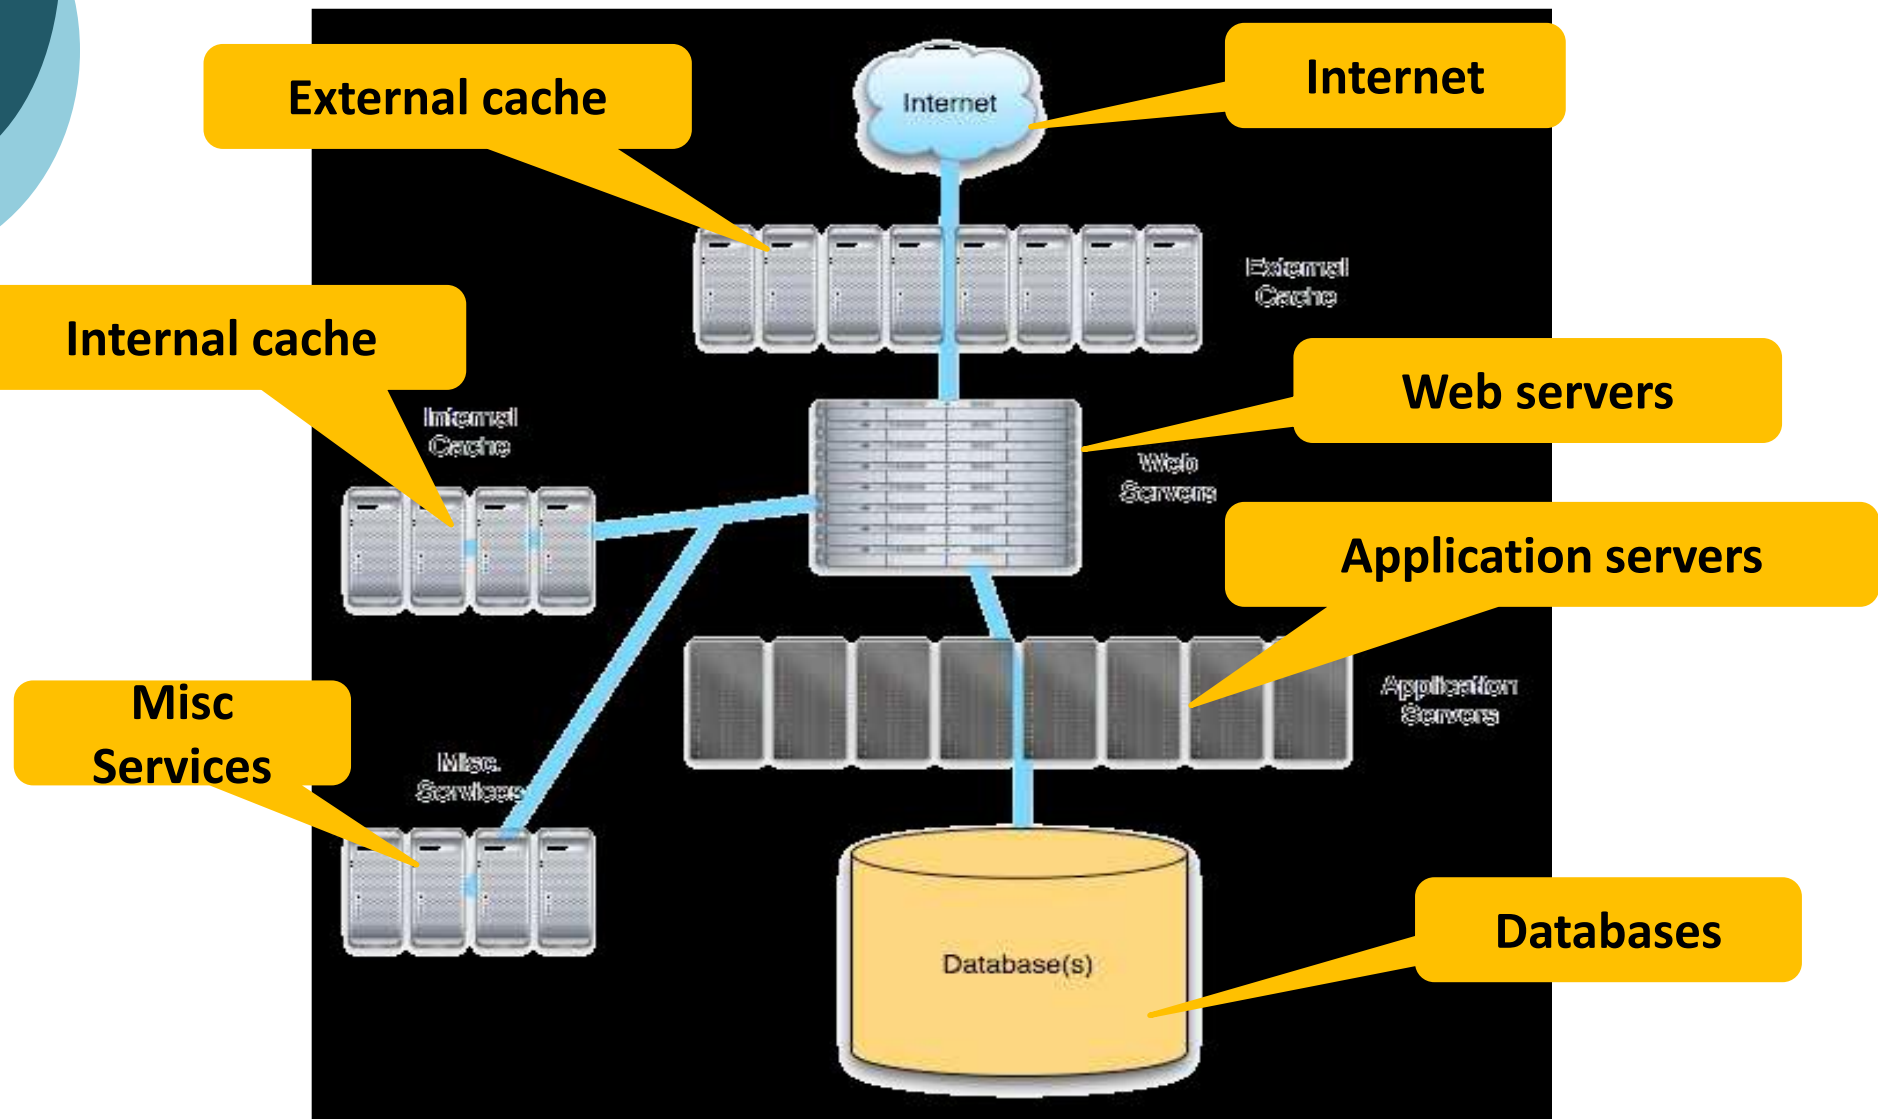 External cache
Internet
Internet
External
Cache
Internal cache
Internal
Cache
Web servers
Web
Servers
Application servers
Application
Servers
Misc
Services
Misc.
Services
Databases
Database(s)